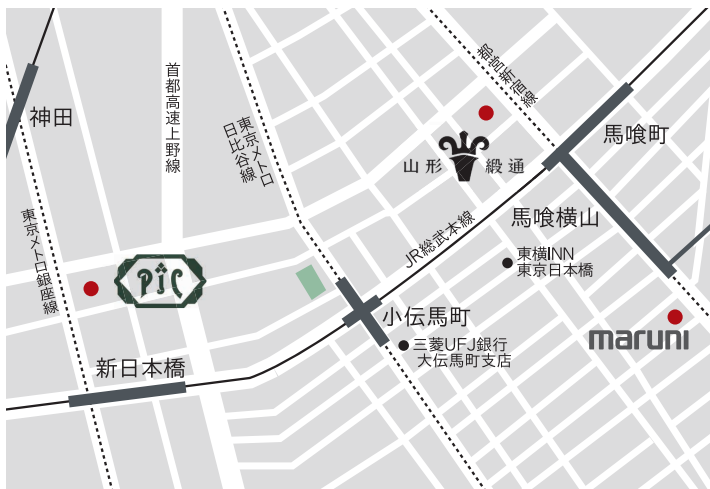 神田
首都高速上野線
東京メトロ
日比谷線
都営新宿線
馬喰町
山形緞通
馬喰横山
JR総武本線
東横INN
東京日本橋
東京メトロ銀座線
pic
小伝馬町
maruni
三菱UFJ銀行
大伝馬町支店
新日本橋